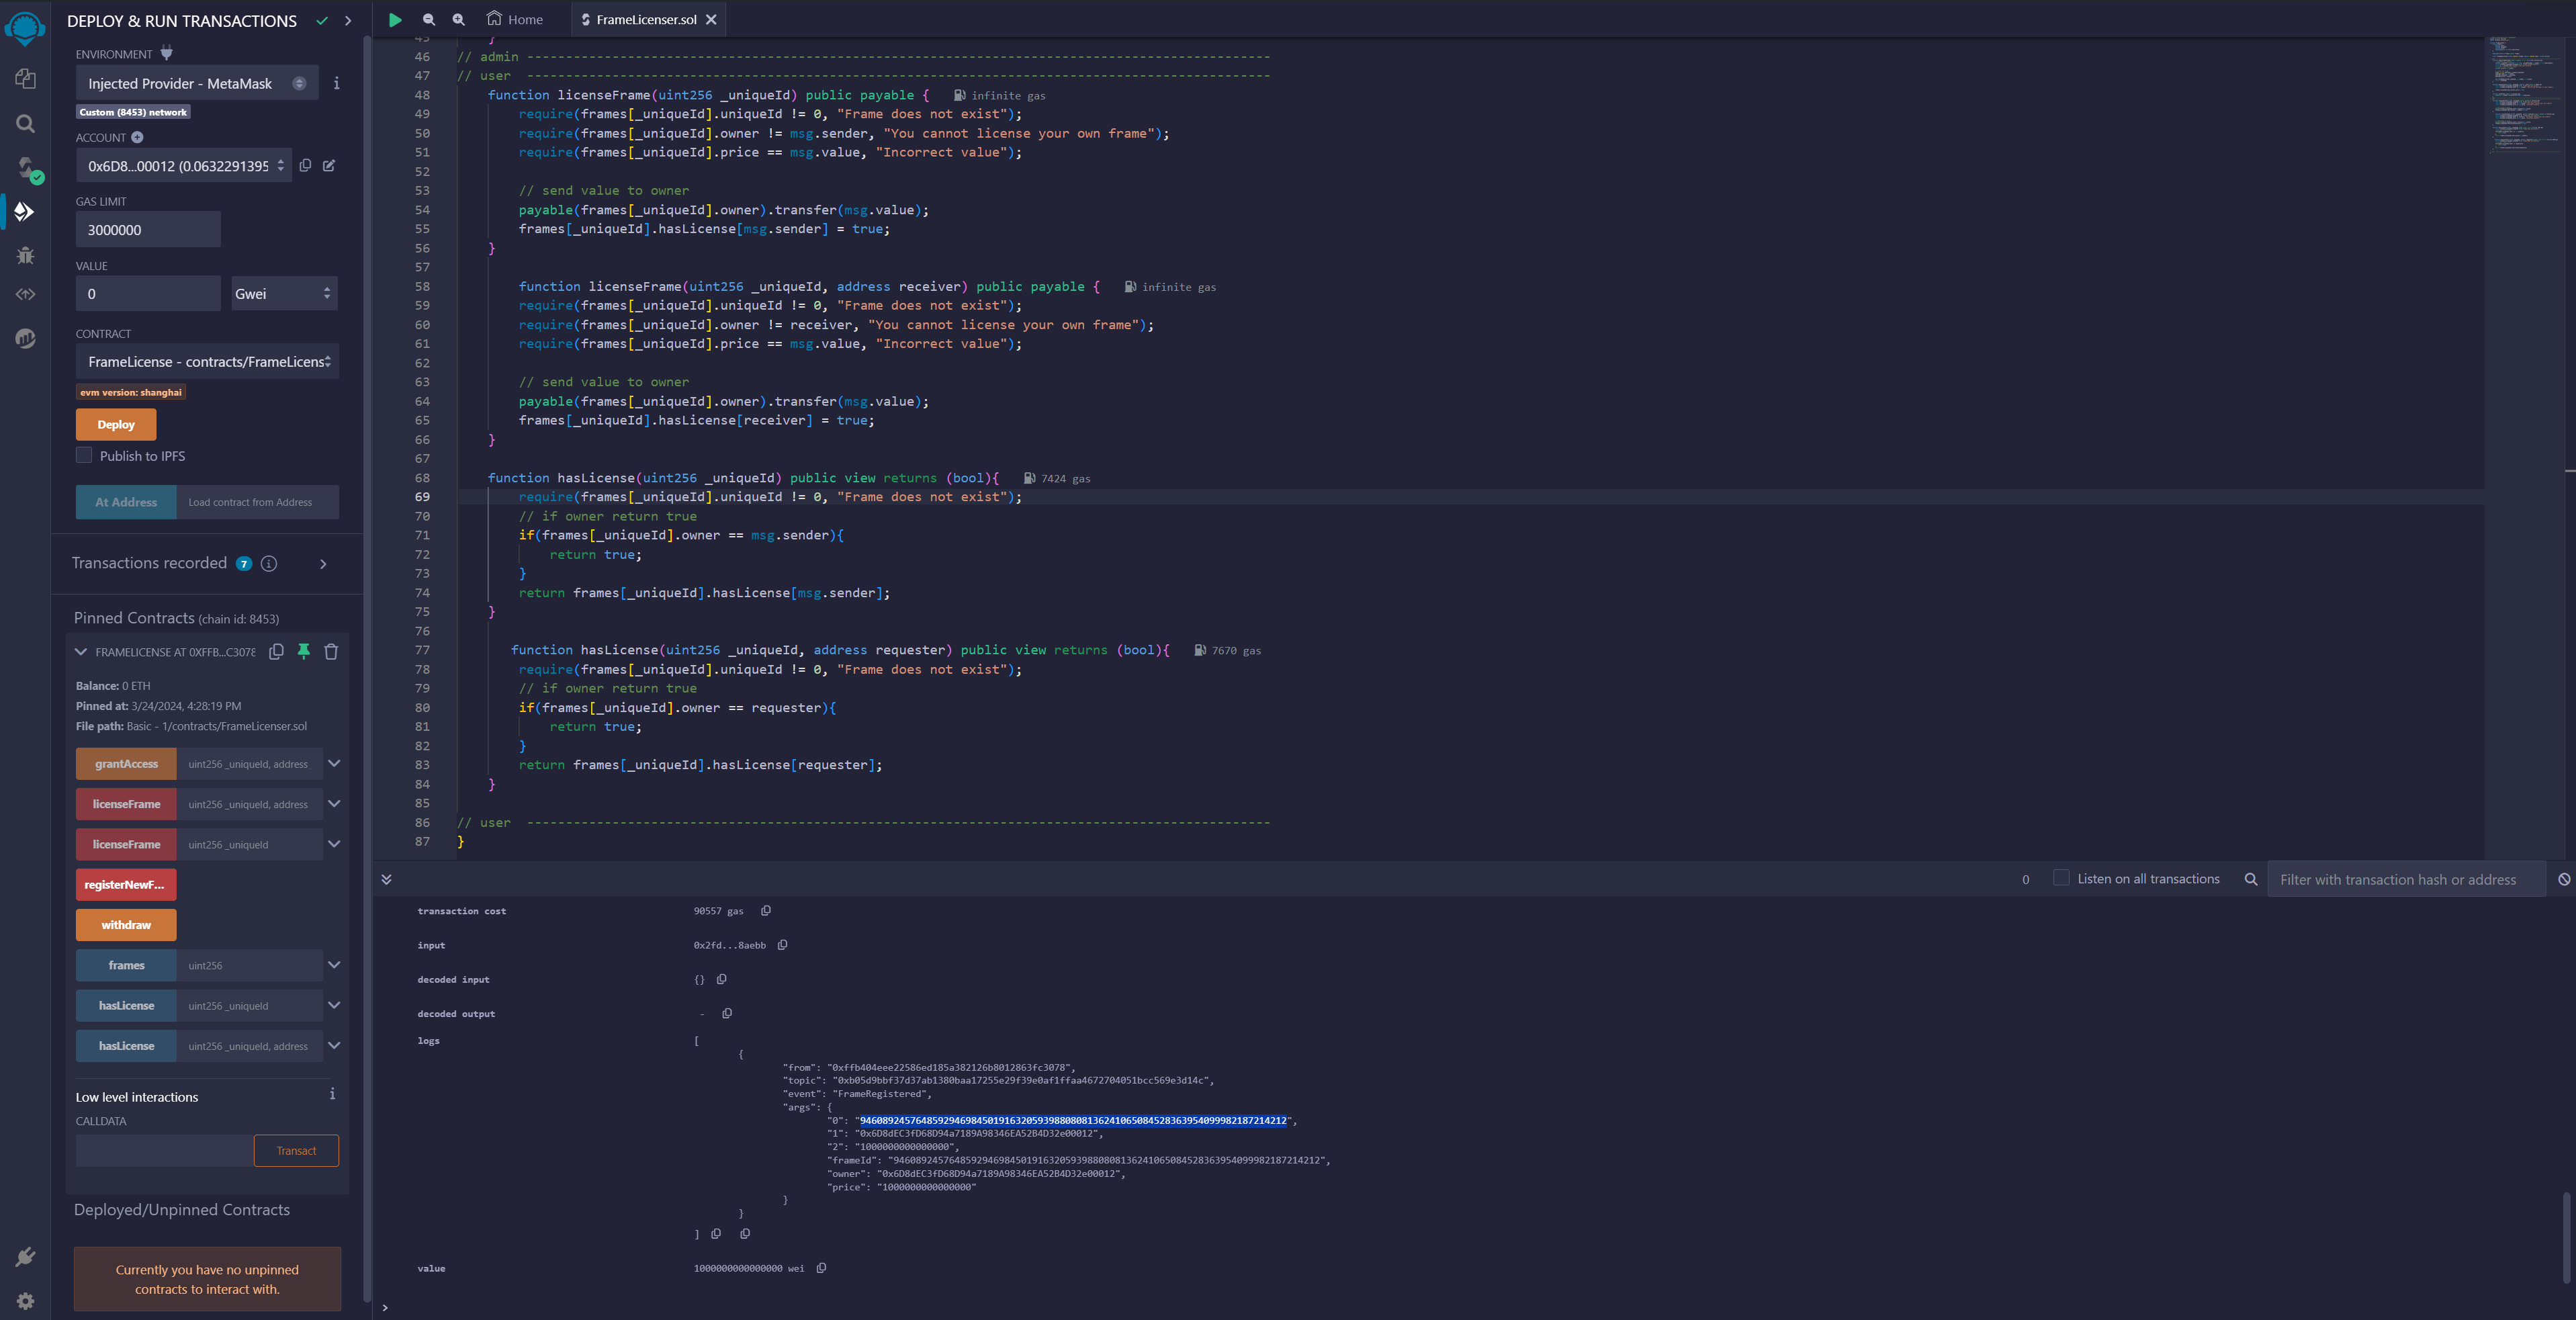 DEPLOY & RUN TRANSACTIONS
ENVIRONMENT
Injected Provider - MetaMask
Custom (8453) network
ACCOUNT
0x6D8...00012 (0.0632291395
GAS LIMIT
3000000
VALUE
0
Gwei
CONTRACT
FrameLicense - contracts/FrameLicens
evm version: shanghai
Deploy
Publish to IPFS
At Address
Load contract from Address
Transactions recorded 7
Pinned Contracts (chain id: 8453)
FRAMELICENSE AT 0XFFB...C3078
Balance: 0 ETH
Pinned at: 3/24/2024, 4:28:19 PM
File path: Basic - 1/contracts/FrameLicenser.sol
grantAccess uint256 _uniqueId, address
licenseFrame uint256 _uniqueId, address
licenseFrame uint256 _uniqueId
registerNewF...
withdraw
frames uint256
hasLicense uint256 _uniqueId
hasLicense uint256 _uniqueId, address
Low level interactions
CALLDATA
Transact
Deployed/Unpinned Contracts
Currently you have no unpinned
contracts to interact with.
Home
FrameLicenser.sol
45 }
46 // admin -------------------------------------------------------------------------------------------------
47 // user  -------------------------------------------------------------------------------------------------
48 function licenseFrame(uint256 _uniqueId) public payable { infinite gas
49 require(frames[_uniqueId].uniqueId != 0, "Frame does not exist");
50 require(frames[_uniqueId].owner != msg.sender, "You cannot license your own frame");
51 require(frames[_uniqueId].price == msg.value, "Incorrect value");
52
53 // send value to owner
54 payable(frames[_uniqueId].owner).transfer(msg.value);
55 frames[_uniqueId].hasLicense[msg.sender] = true;
56 }
57
58 function licenseFrame(uint256 _uniqueId, address receiver) public payable { infinite gas
59 require(frames[_uniqueId].uniqueId != 0, "Frame does not exist");
60 require(frames[_uniqueId].owner != receiver, "You cannot license your own frame");
61 require(frames[_uniqueId].price == msg.value, "Incorrect value");
62
63 // send value to owner
64 payable(frames[_uniqueId].owner).transfer(msg.value);
65 frames[_uniqueId].hasLicense[receiver] = true;
66 }
67
68 function hasLicense(uint256 _uniqueId) public view returns (bool){ 7424 gas
69 require(frames[_uniqueId].uniqueId != 0, "Frame does not exist");
70 // if owner return true
71 if(frames[_uniqueId].owner == msg.sender){
72 return true;
73 }
74 return frames[_uniqueId].hasLicense[msg.sender];
75 }
76
77 function hasLicense(uint256 _uniqueId, address requester) public view returns (bool){ 7670 gas
78 require(frames[_uniqueId].uniqueId != 0, "Frame does not exist");
79 // if owner return true
80 if(frames[_uniqueId].owner == requester){
81 return true;
82 }
83 return frames[_uniqueId].hasLicense[requester];
84 }
85
86 // user  -------------------------------------------------------------------------------------------------
87 }
0
Listen on all transactions
Filter with transaction hash or address
transaction cost 90557 gas
input 0x2fd...8aebb
decoded input {}
decoded output -
logs [
{
"from": "0xffb404eee22586ed185a382126b8012863fc3078",
"topic": "0xb05d9bbf37d37ab1380baa17255e29f39e0af1ffaa4672704051bcc569e3d14c",
"event": "FrameRegistered",
"args": {
"0": "94608924576485929469845019163205939880808136241065084528363954099982187214212",
"1": "0x6D8dEC3fD68D94a7189A98346EA52B4D32e00012",
"2": "1000000000000000",
"frameId": "94608924576485929469845019163205939880808136241065084528363954099982187214212",
"owner": "0x6D8dEC3fD68D94a7189A98346EA52B4D32e00012",
"price": "1000000000000000"
}
}
]
value 1000000000000000 wei
>